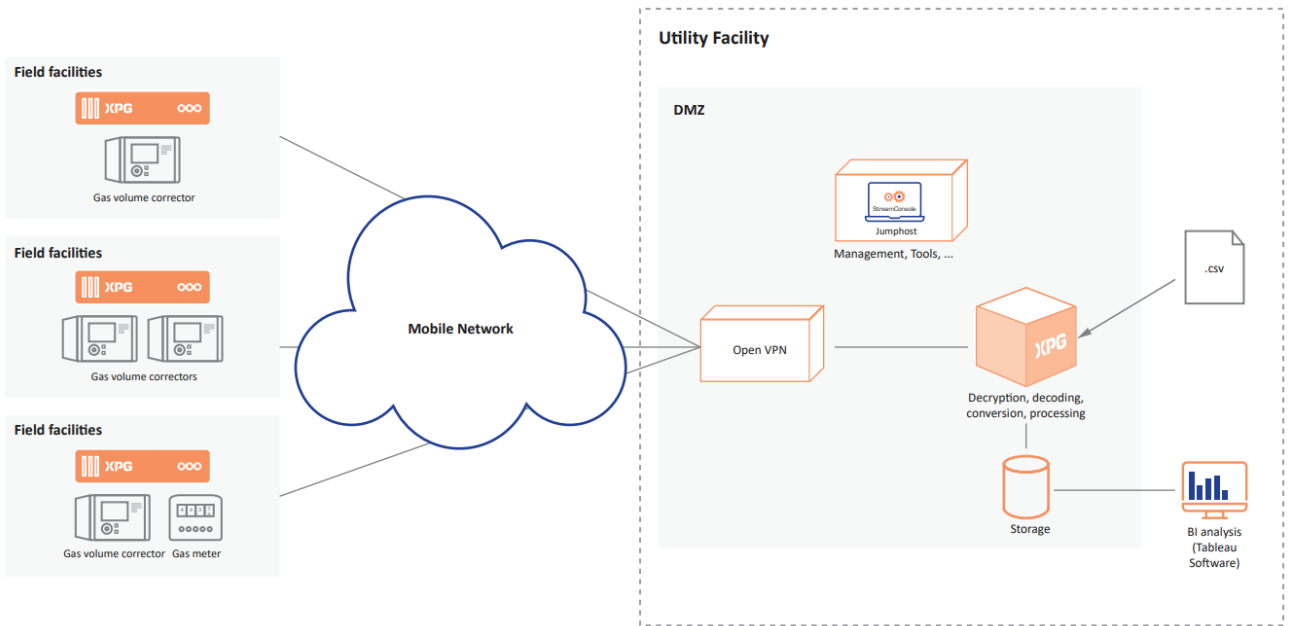 Utility Facility
Field facilities
XPG
Gas volume corrector
Field facilities
XPG
Gas volume correctors
Field facilities
XPG
Gas volume corrector
Gas meter
Mobile Network
DMZ
StreamConsole
Jumphost
Management, Tools, ...
Open VPN
XPG
Decryption, decoding,
conversion, processing
.csv
Storage
BI analysis
(Tableau
Software)